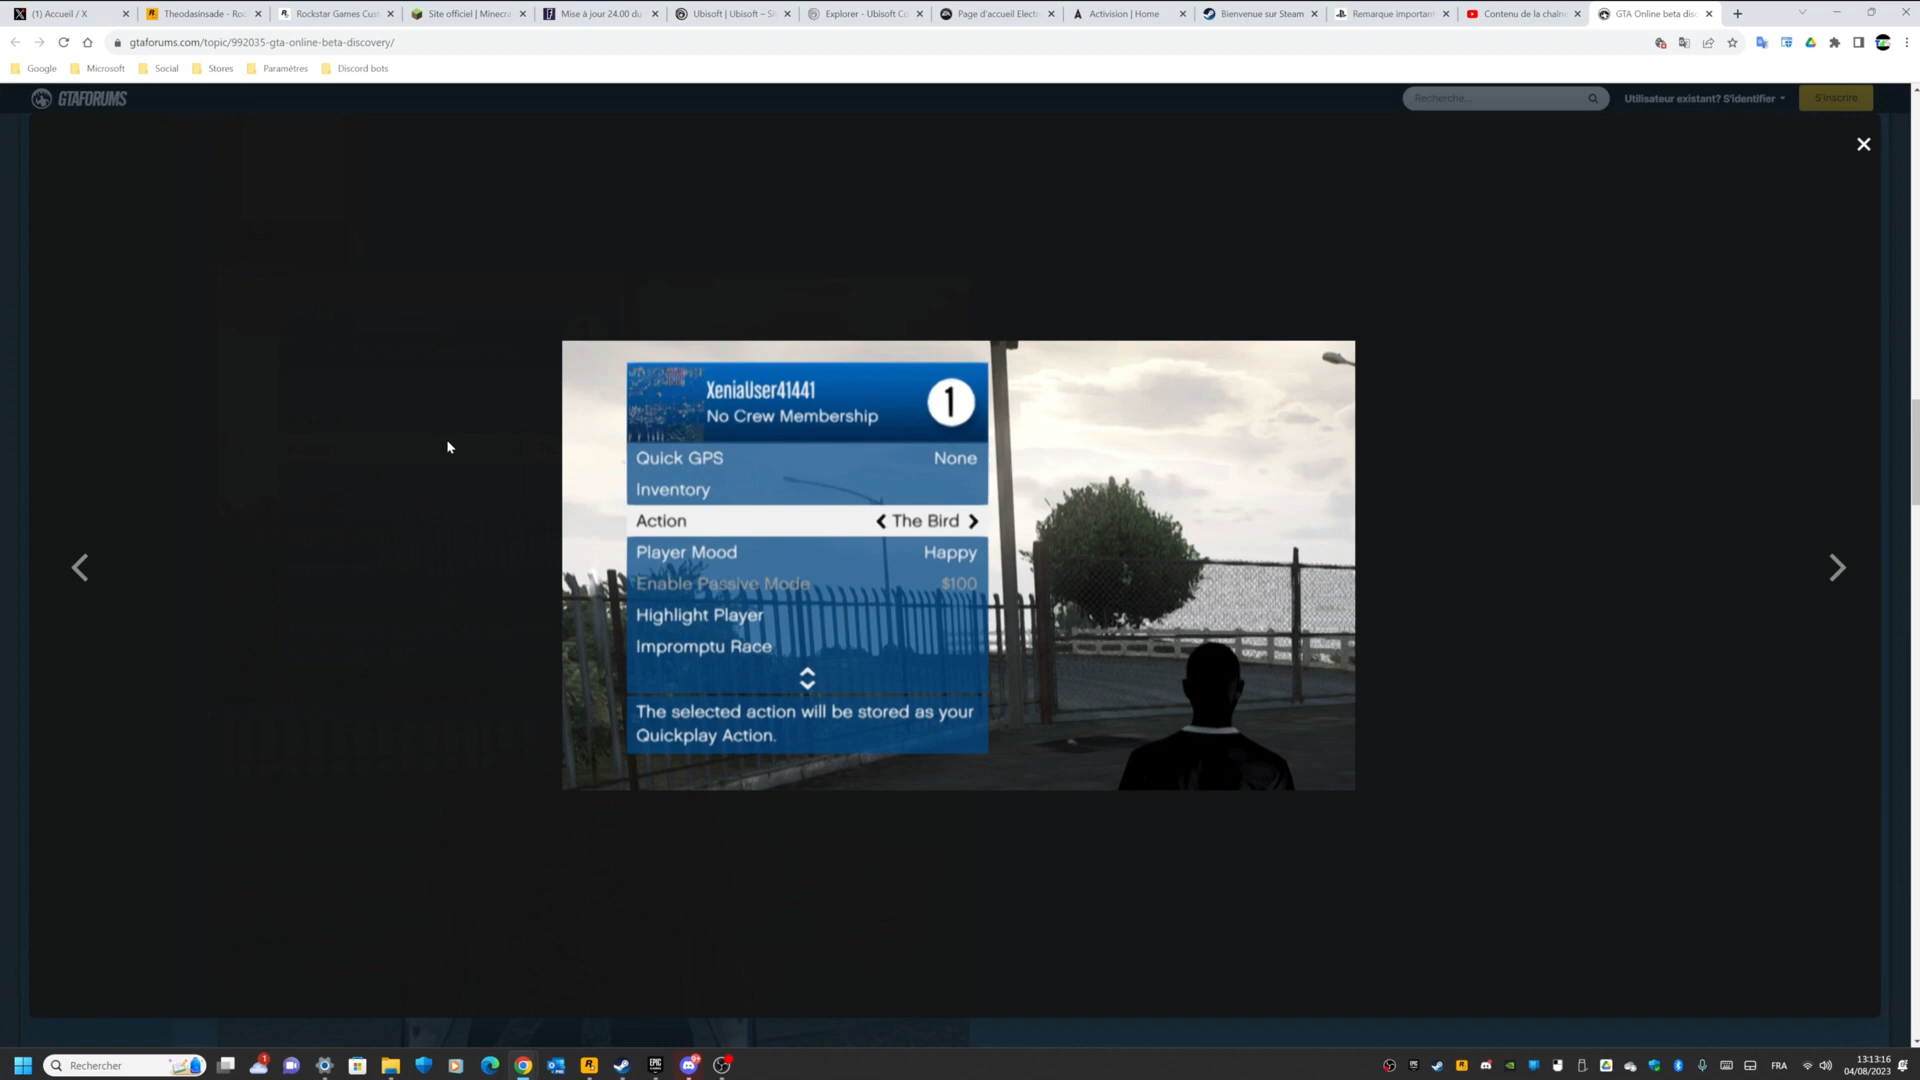 (1) Accueil / X
Theodasinsade - Ro
Rockstar Games Cus
Site officiel | Minecra
Mise à jour 24.00 du
Ubisoft | Ubisoft – Si
Explorer - Ubisoft Co
Page d'accueil Electr
Activision | Home
Bienvenue sur Steam
Remarque important
Contenu de la chaîn
GTA Online beta dis
gtaforums.com/topic/992035-gta-online-beta-discovery/
Google
Microsoft
Social
Stores
Paramètres
Discord bots
GTAFORUMS
Recherche...
Utilisateur existant? S'identifier
S'inscrire
XeniaUser41441
No Crew Membership
1
Quick GPS None
Inventory
Action The Bird
Player Mood Happy
Enable Passive Mode $100
Highlight Player
Impromptu Race
The selected action will be stored as your
Quickplay Action.
Rechercher
1
EPIC
FRA
13:13:16
04/08/2023